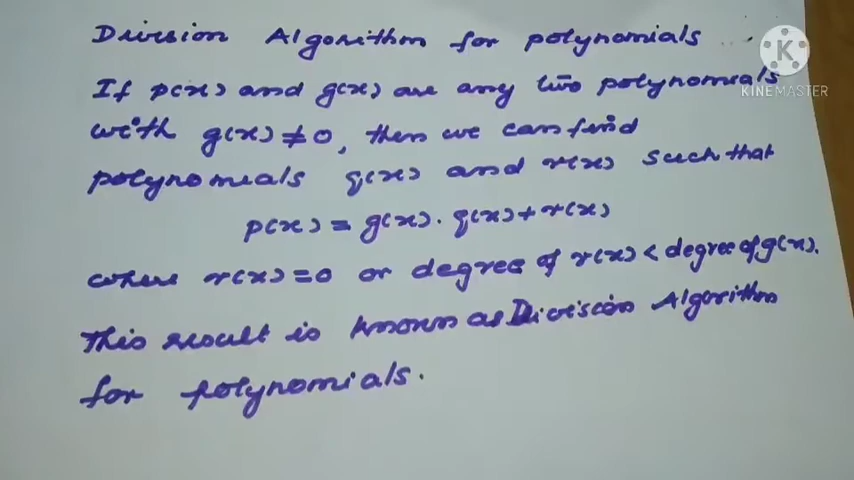 Division Algorithm for polynomials
If p(x) and g(x) are any two polynomials
with g(x) ≠ 0, then we can find
polynomials q(x) and r(x) such that
p(x) = g(x) . q(x) + r(x)
where r(x) = 0 or degree of r(x) < degree of g(x).
This result is known as Division Algorithm
for polynomials.
K
KINEMASTER